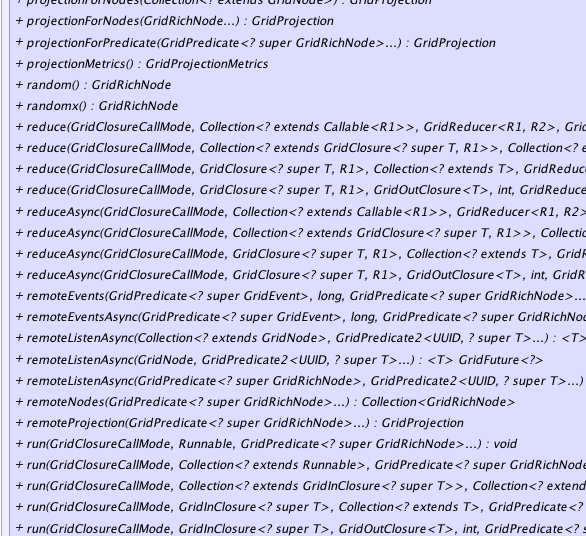 + projectionForNodes(Collection<? extends GridNode>) : GridProjection
+ projectionForNodes(GridRichNode...) : GridProjection
+ projectionForPredicate(GridPredicate<? super GridRichNode>...) : GridProjection
+ projectionMetrics() : GridProjectionMetrics
+ random() : GridRichNode
+ randomx() : GridRichNode
+ reduce(GridClosureCallMode, Collection<? extends Callable<R1>>, GridReducer<R1, R2>, Grid
+ reduce(GridClosureCallMode, Collection<? extends GridClosure<? super T, R1>>, Collection<? e
+ reduce(GridClosureCallMode, GridClosure<? super T, R1>, Collection<? extends T>, GridReduc
+ reduce(GridClosureCallMode, GridClosure<? super T, R1>, GridOutClosure<T>, int, GridReduce
+ reduceAsync(GridClosureCallMode, Collection<? extends Callable<R1>>, GridReducer<R1, R2>
+ reduceAsync(GridClosureCallMode, Collection<? extends GridClosure<? super T, R1>>, Collectio
+ reduceAsync(GridClosureCallMode, GridClosure<? super T, R1>, Collection<? extends T>, GridR
+ reduceAsync(GridClosureCallMode, GridClosure<? super T, R1>, GridOutClosure<T>, int, GridR
+ remoteEvents(GridPredicate<? super GridEvent>, long, GridPredicate<? super GridRichNode>...
+ remoteEventsAsync(GridPredicate<? super GridEvent>, long, GridPredicate<? super GridRichNo
+ remoteListenAsync(Collection<? extends GridNode>, GridPredicate2<UUID, ? super T>...) : <T>
+ remoteListenAsync(GridNode, GridPredicate2<UUID, ? super T>...) : <T> GridFuture<?>
+ remoteListenAsync(GridPredicate<? super GridRichNode>, GridPredicate2<UUID, ? super T>...)
+ remoteNodes(GridPredicate<? super GridRichNode>...) : Collection<GridRichNode>
+ remoteProjection(GridPredicate<? super GridRichNode>...) : GridProjection
+ run(GridClosureCallMode, Runnable, GridPredicate<? super GridRichNode>...) : void
+ run(GridClosureCallMode, Collection<? extends Runnable>, GridPredicate<? super GridRichNode
+ run(GridClosureCallMode, Collection<? extends GridInClosure<? super T>>, Collection<? extend
+ run(GridClosureCallMode, GridInClosure<? super T>, Collection<? extends T>, GridPredicate<?
+ run(GridClosureCallMode, GridInClosure<? super T>, GridOutClosure<T>, int, GridPredicate<? s